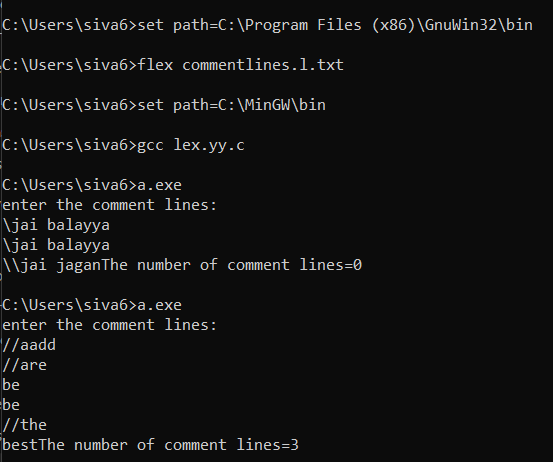 C:\Users\siva6>set path=C:\Program Files (x86)\GnuWin32\bin
C:\Users\siva6>flex commentlines.l.txt
C:\Users\siva6>set path=C:\MinGW\bin
C:\Users\siva6>gcc lex.yy.c
C:\Users\siva6>a.exe
enter the comment lines:
\jai balayya
\jai balayya
\\jai jaganThe number of comment lines=0
C:\Users\siva6>a.exe
enter the comment lines:
//aadd
//are
be
be
//the
bestThe number of comment lines=3